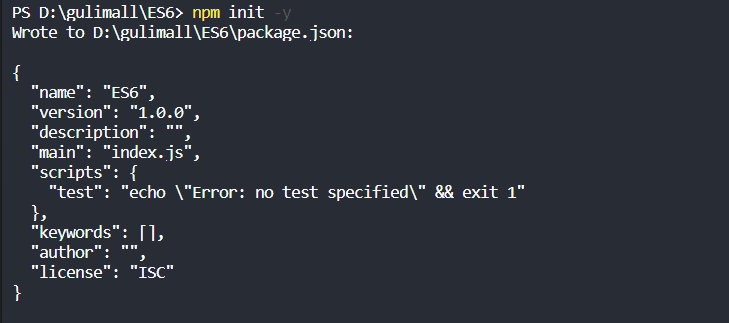 PS D:\gulimall\ES6> npm init -y
Wrote to D:\gulimall\ES6\package.json:
{
  "name": "ES6",
  "version": "1.0.0",
  "description": "",
  "main": "index.js",
  "scripts": {
    "test": "echo \"Error: no test specified\" && exit 1"
  },
  "keywords": [],
  "author": "",
  "license": "ISC"
}